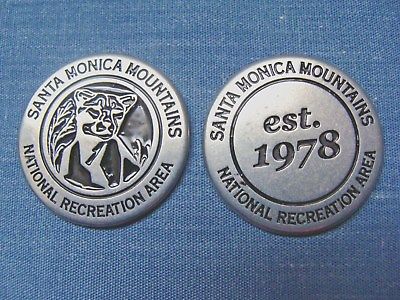 SANTA MONICA MOUNTAINS
NATIONAL RECREATION AREA
SANTA MONICA MOUNTAINS
est.
1978
NATIONAL RECREATION AREA